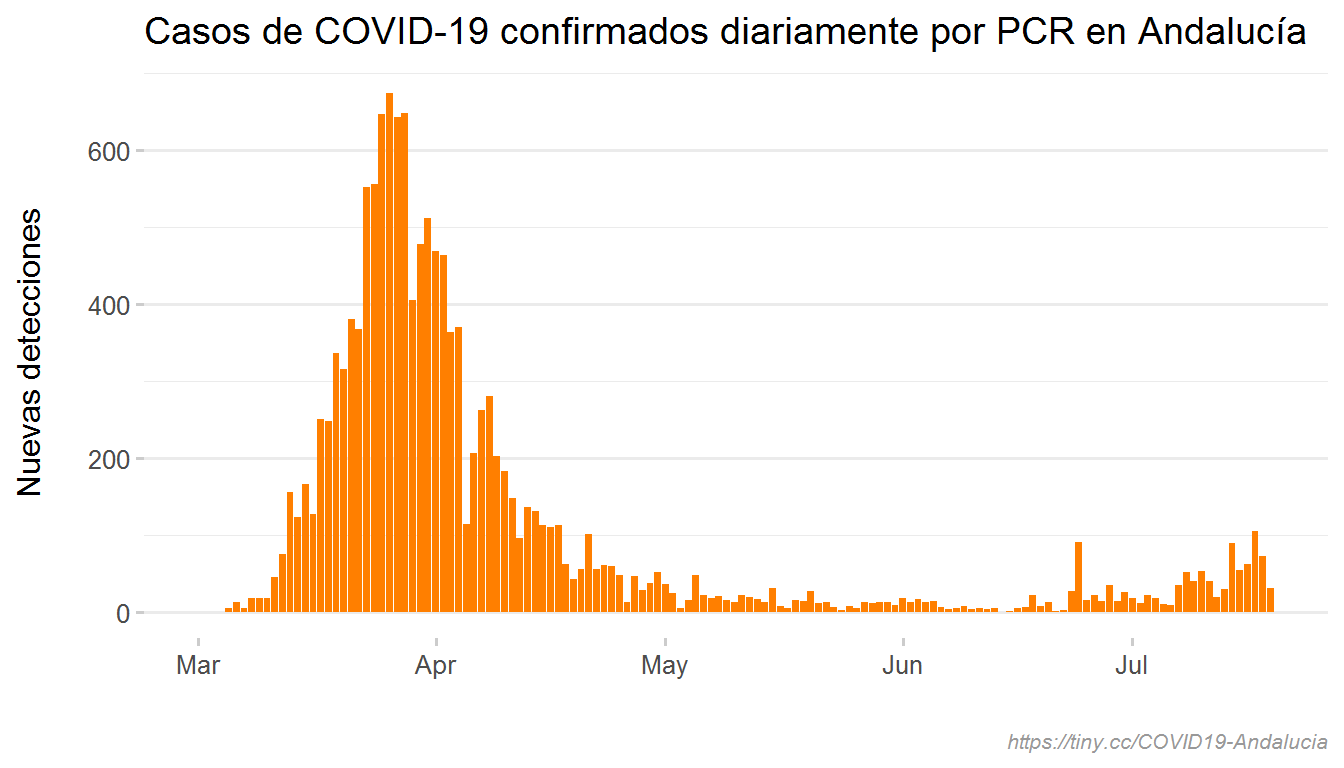 Casos de COVID-19 confirmados diariamente por PCR en Andalucía
Nuevas detecciones
600
400
200
0
Mar Apr May Jun Jul
https://tiny.cc/COVID19-Andalucia